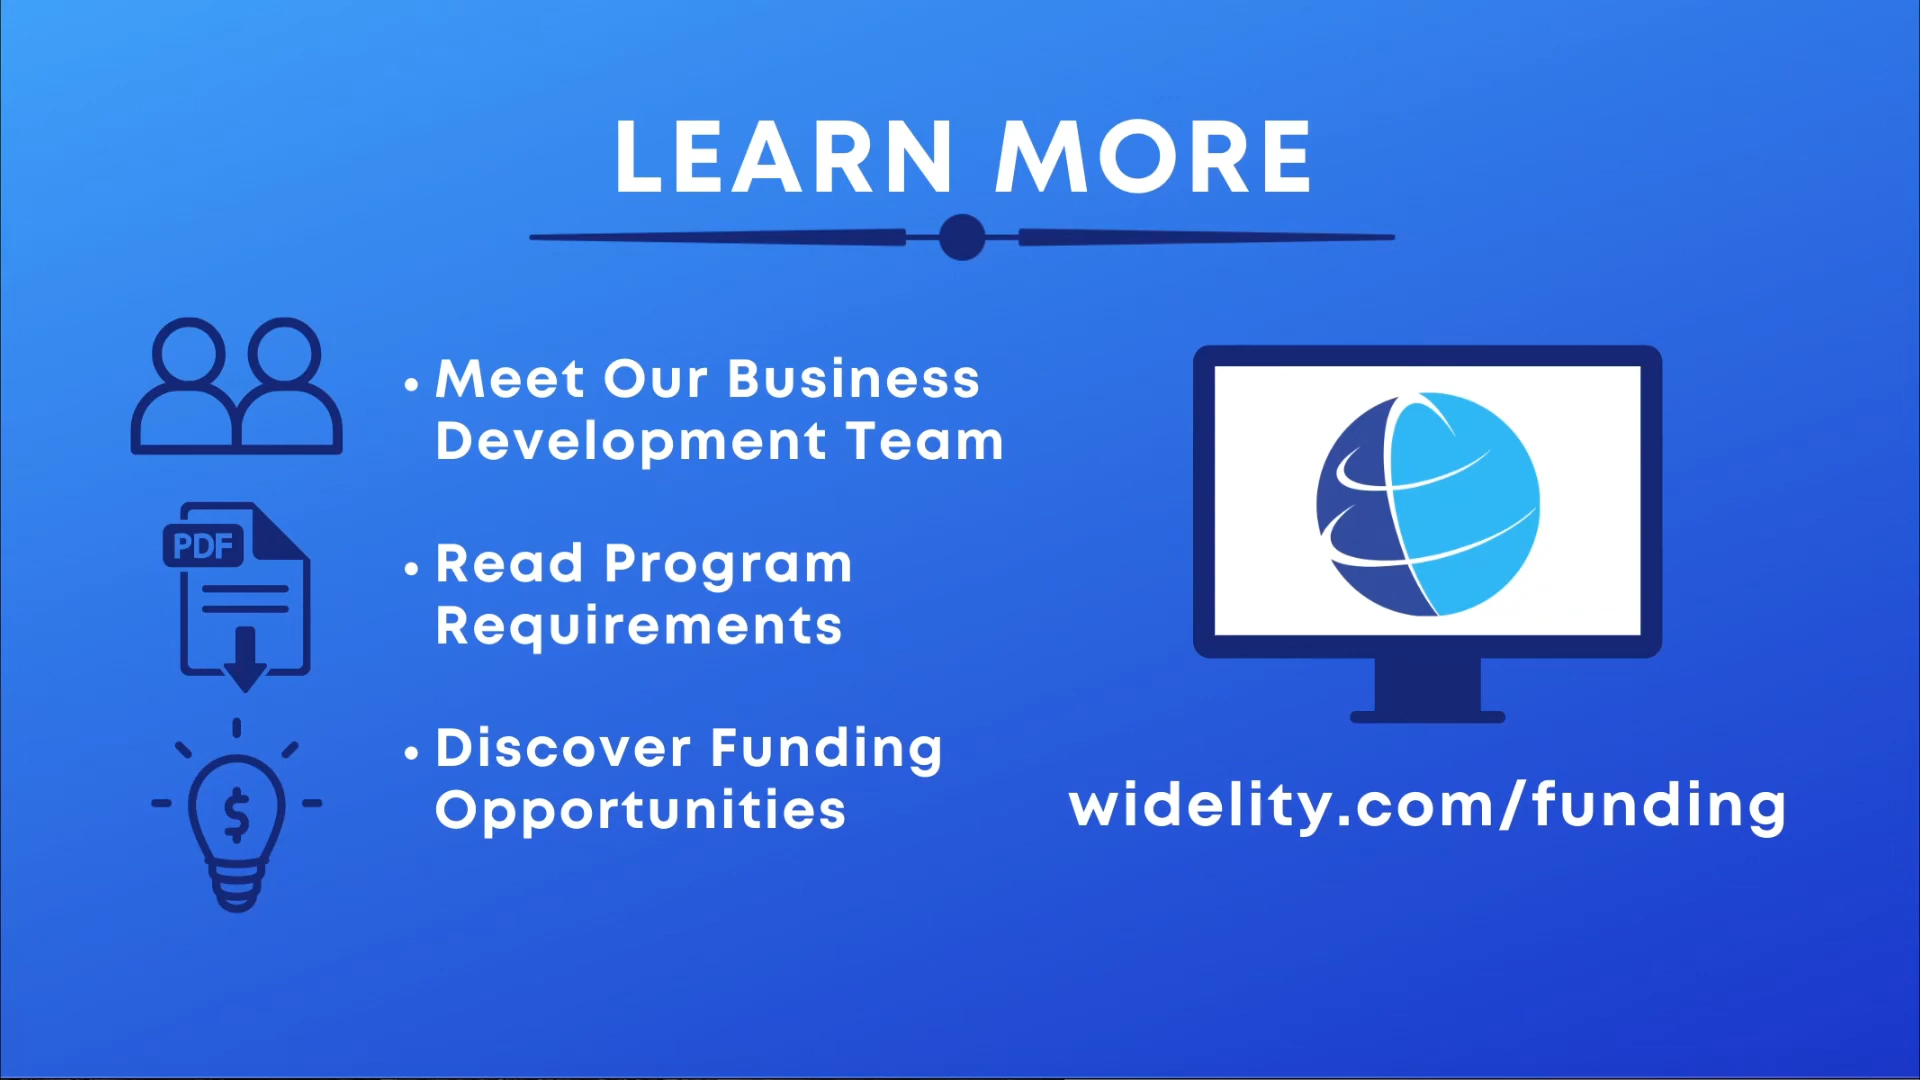 LEARN MORE
• Meet Our Business
Development Team
PDF
• Read Program
Requirements
• Discover Funding
Opportunities
$
widelity.com/funding